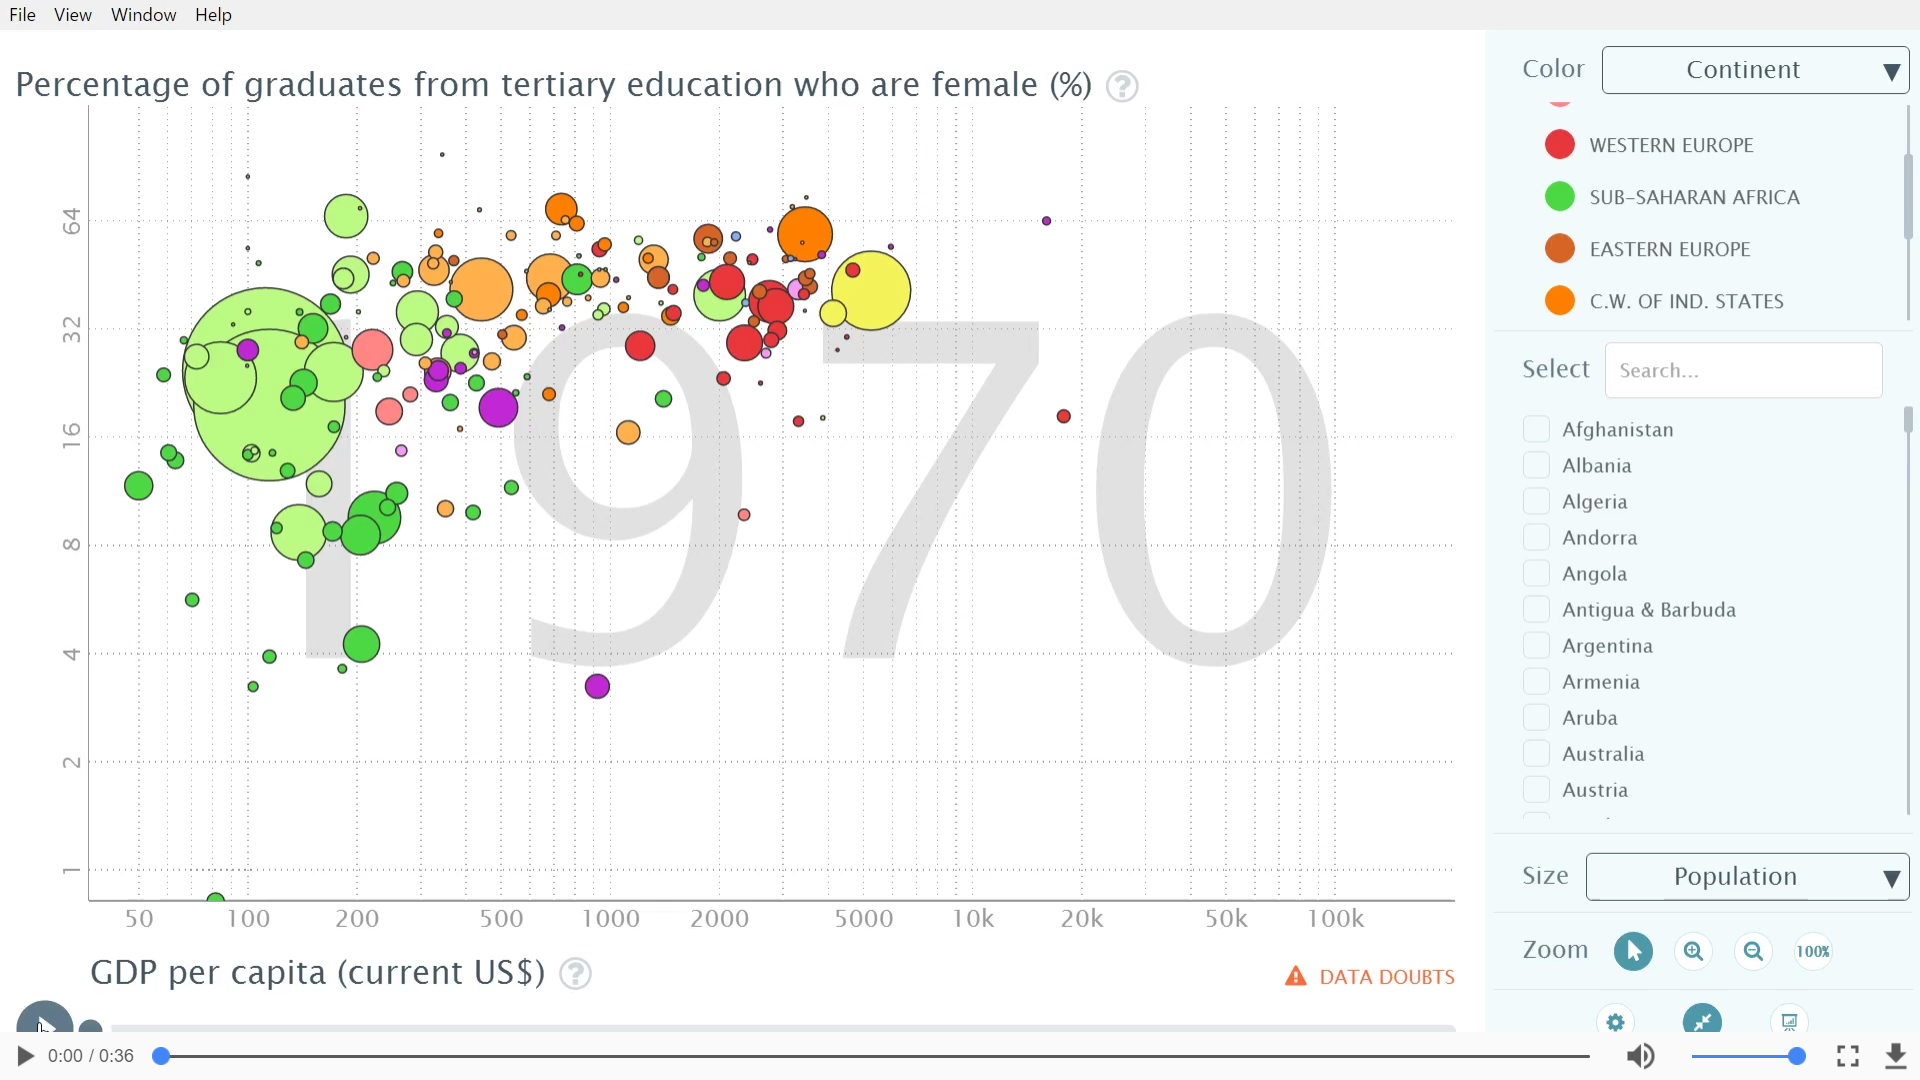 File View Window Help
Percentage of graduates from tertiary education who are female (%) ?
Color Continent ▼
WESTERN EUROPE
SUB-SAHARAN AFRICA
EASTERN EUROPE
C.W. OF IND. STATES
Select Search...
Afghanistan
Albania
Algeria
Andorra
Angola
Antigua & Barbuda
Argentina
Armenia
Aruba
Australia
Austria
Size Population ▼
Zoom 100%
64
32
16
8
4
2
1
1970
50 100 200 500 1000 2000 5000 10k 20k 50k 100k
GDP per capita (current US$) ?
DATA DOUBTS
0:00 / 0:36